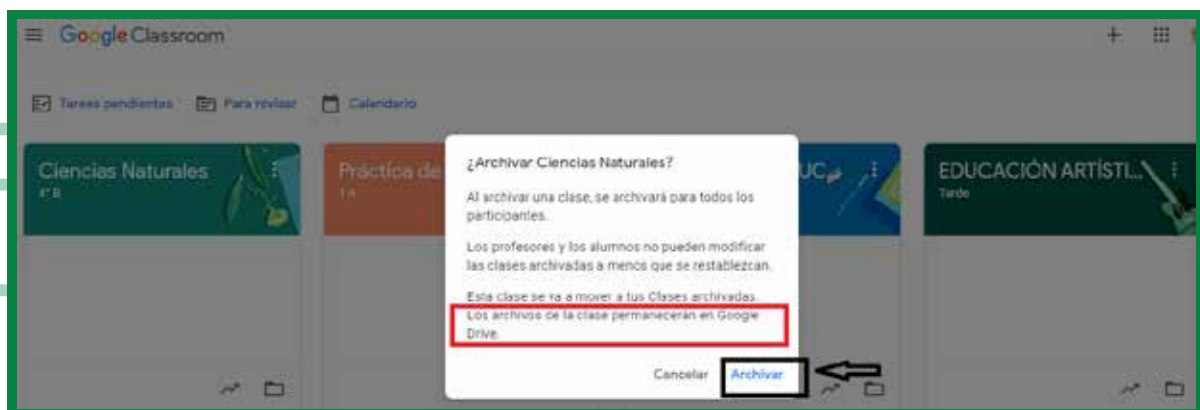 Google Classroom
Tareas pendientes Para revisar Calendario
Ciencias Naturales
4° B
Práctica de
1 A
UC
EDUCACIÓN ARTÍSTI...
Tarde
¿Archivar Ciencias Naturales?
Al archivar una clase, se archivará para todos los
participantes.
Los profesores y los alumnos no pueden modificar
las clases archivadas a menos que se restablezcan.
Esta clase se va a mover a tus Clases archivadas.
Los archivos de la clase permanecerán en Google
Drive.
Cancelar Archivar